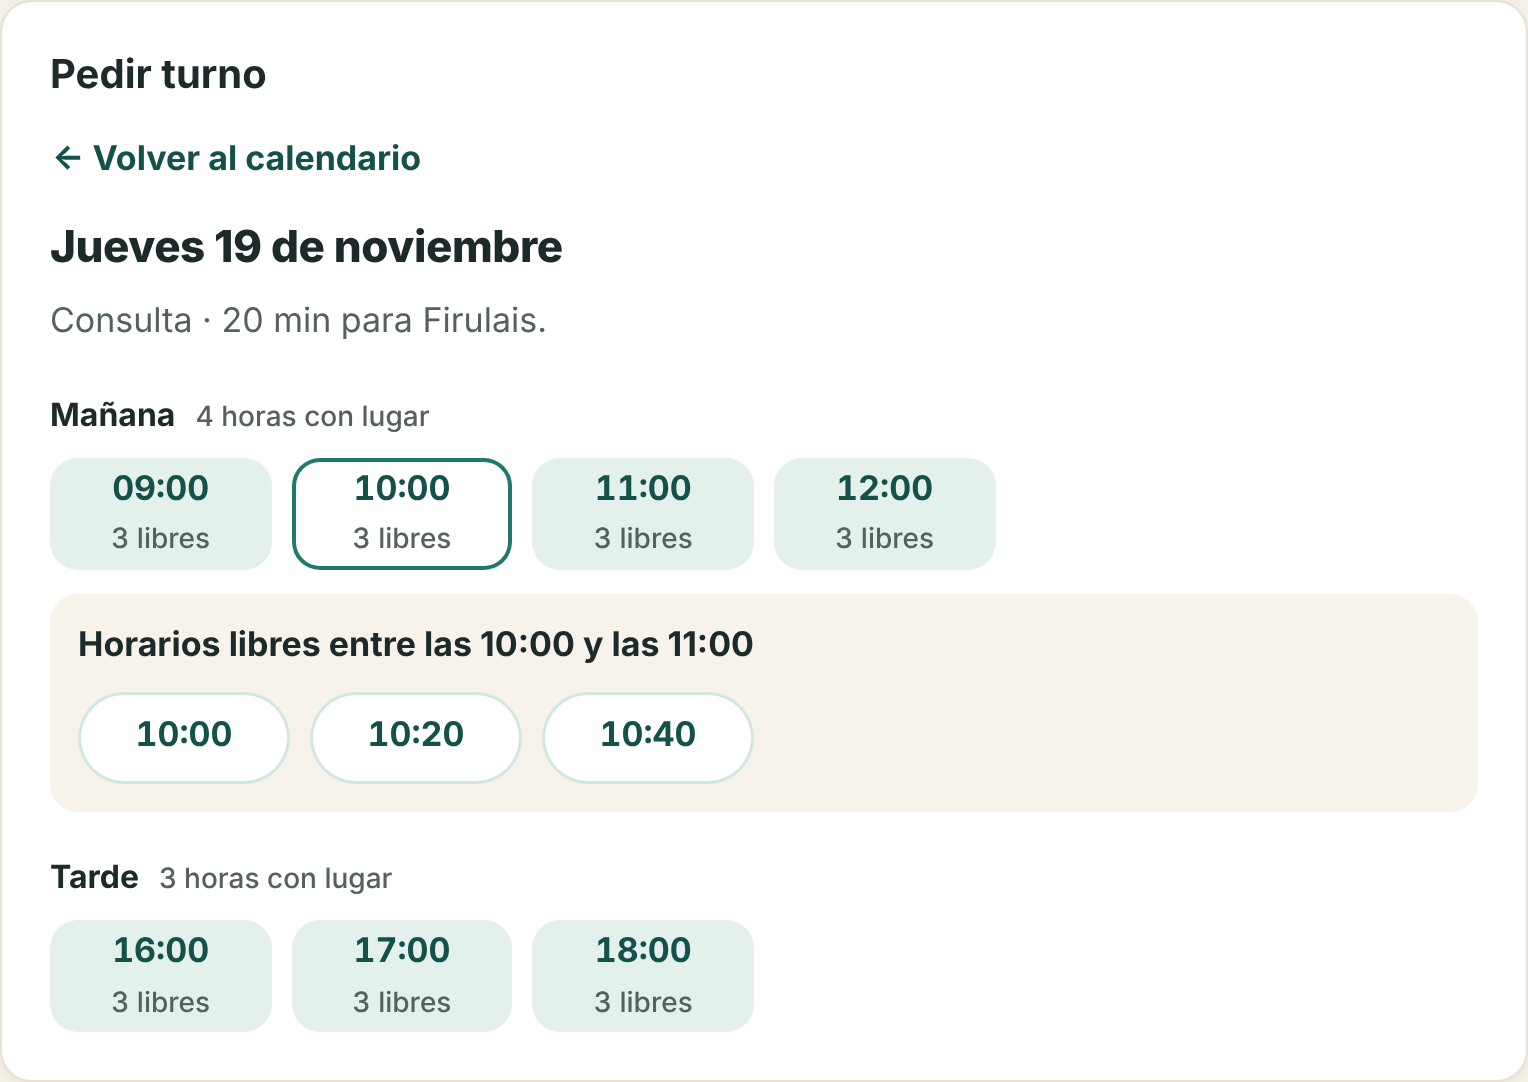 Pedir turno
← Volver al calendario
Jueves 19 de noviembre
Consulta · 20 min para Firulais.
Mañana 4 horas con lugar
09:00 10:00 11:00 12:00
3 libres 3 libres 3 libres 3 libres
Horarios libres entre las 10:00 y las 11:00
10:00 10:20 10:40
Tarde 3 horas con lugar
16:00 17:00 18:00
3 libres 3 libres 3 libres